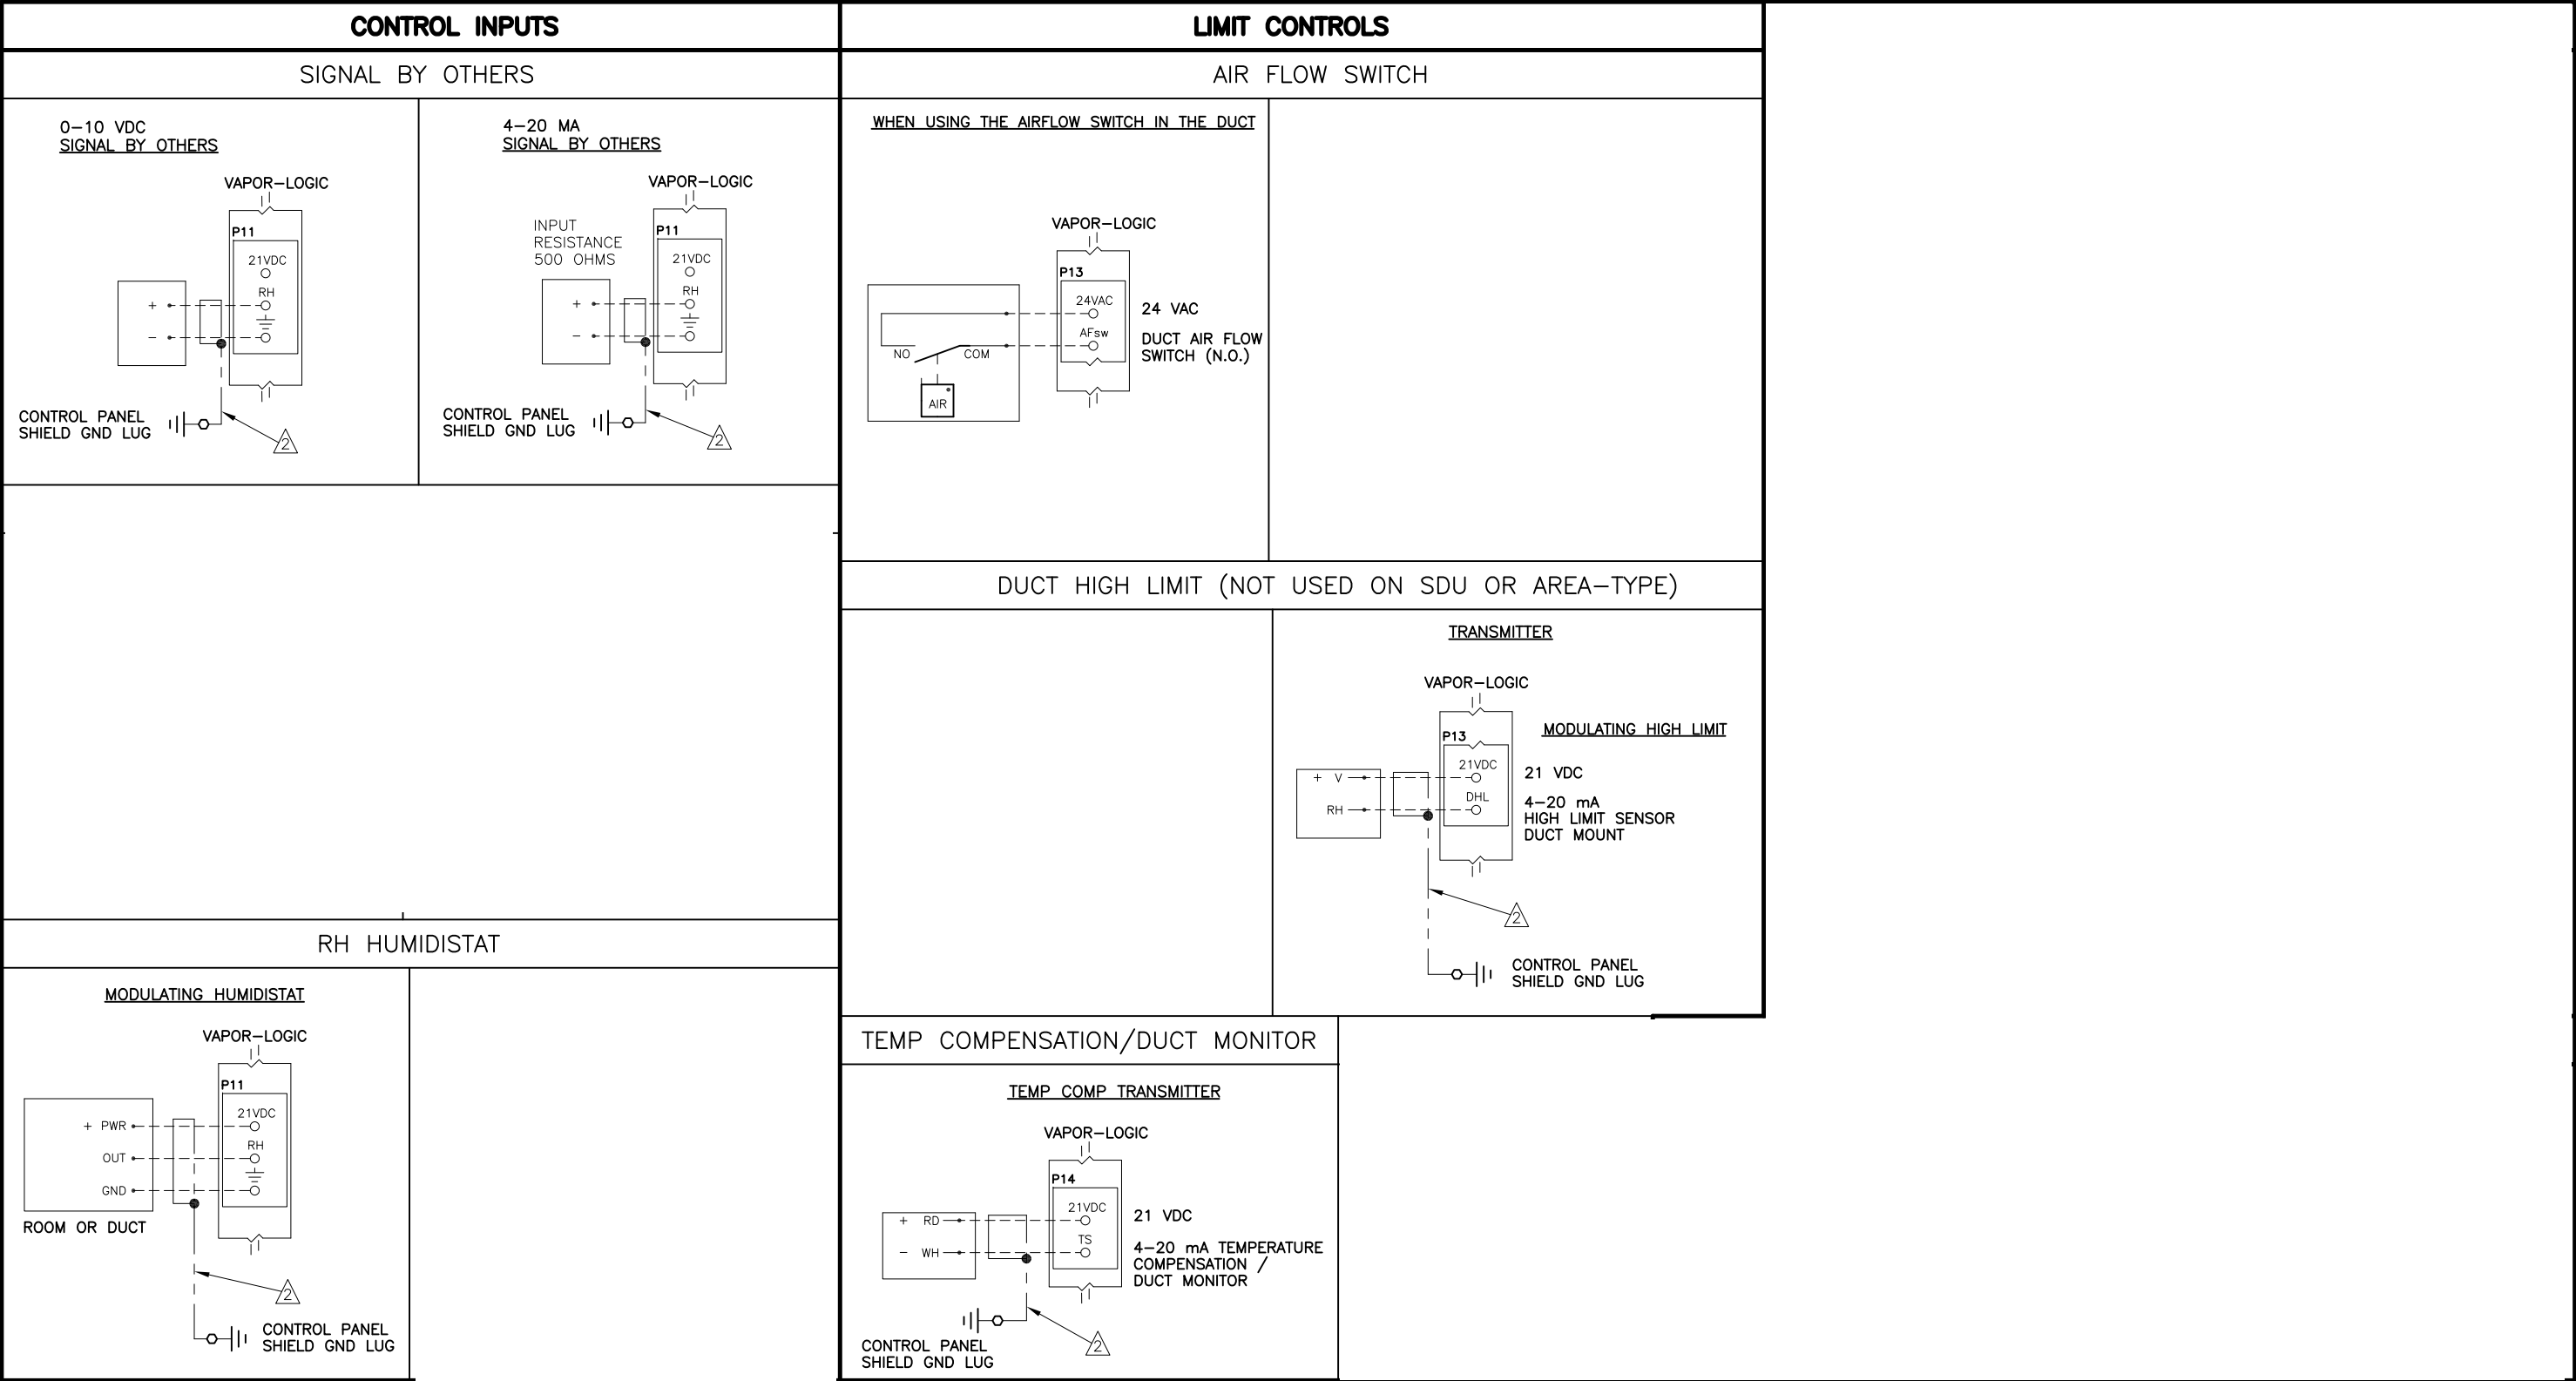 CONTROL INPUTS
SIGNAL BY OTHERS
0-10 VDC
SIGNAL BY OTHERS
VAPOR-LOGIC
P11
21VDC
RH
+
-
CONTROL PANEL
SHIELD GND LUG
2
4-20 MA
SIGNAL BY OTHERS
VAPOR-LOGIC
INPUT
RESISTANCE
500 OHMS
P11
21VDC
RH
+
-
CONTROL PANEL
SHIELD GND LUG
2
RH HUMIDISTAT
MODULATING HUMIDISTAT
VAPOR-LOGIC
P11
21VDC
+ PWR
RH
OUT
GND
ROOM OR DUCT
2
CONTROL PANEL
SHIELD GND LUG
LIMIT CONTROLS
AIR FLOW SWITCH
WHEN USING THE AIRFLOW SWITCH IN THE DUCT
VAPOR-LOGIC
P13
24VAC
24 VAC
AFsw
DUCT AIR FLOW
SWITCH (N.O.)
NO
COM
AIR
DUCT HIGH LIMIT (NOT USED ON SDU OR AREA-TYPE)
TRANSMITTER
VAPOR-LOGIC
MODULATING HIGH LIMIT
P13
21VDC
+ V
21 VDC
DHL
RH
4-20 mA
HIGH LIMIT SENSOR
DUCT MOUNT
2
CONTROL PANEL
SHIELD GND LUG
TEMP COMPENSATION/DUCT MONITOR
TEMP COMP TRANSMITTER
VAPOR-LOGIC
P14
21VDC
+ RD
21 VDC
TS
- WH
4-20 mA TEMPERATURE
COMPENSATION /
DUCT MONITOR
2
CONTROL PANEL
SHIELD GND LUG